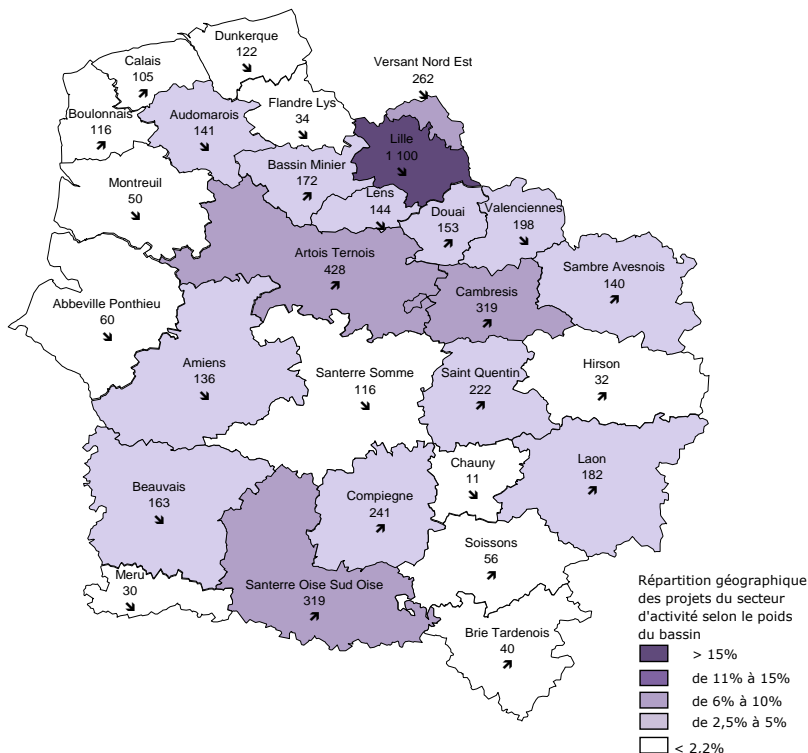 Dunkerque
122
↘
Calais
105
↗
Versant Nord Est
262
↘
Boulonnais
116
↗
Audomarois
141
↘
Flandre Lys
34
↘
Lille
1 100
↘
Bassin Minier
172
↗
Montreuil
50
↘
Lens
144
↘
Douai
153
↗
Valenciennes
198
↘
Artois Ternois
428
↗
Sambre Avesnois
140
↗
Abbeville Ponthieu
60
↘
Cambresis
319
↗
Amiens
136
↘
Santerre Somme
116
↘
Saint Quentin
222
↗
Hirson
32
↗
Beauvais
163
↘
Compiegne
241
↗
Chauny
11
↘
Laon
182
↗
Soissons
56
↗
Meru
30
↘
Santerre Oise Sud Oise
319
↗
Brie Tardenois
40
↗
Répartition géographique
des projets du secteur
d'activité selon le poids
du bassin
> 15%
de 11% à 15%
de 6% à 10%
de 2,5% à 5%
< 2,2%